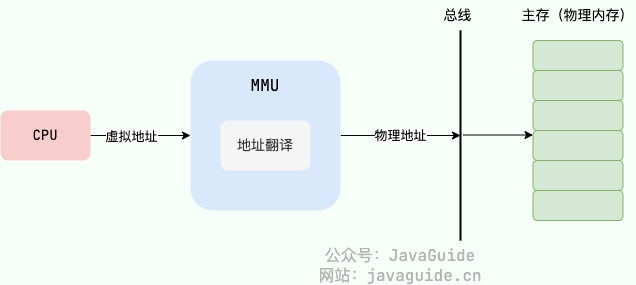 总线
主存（物理内存）
MMU
CPU
虚拟地址
地址翻译
物理地址
公众号：JavaGuide
网站：javaguide.cn